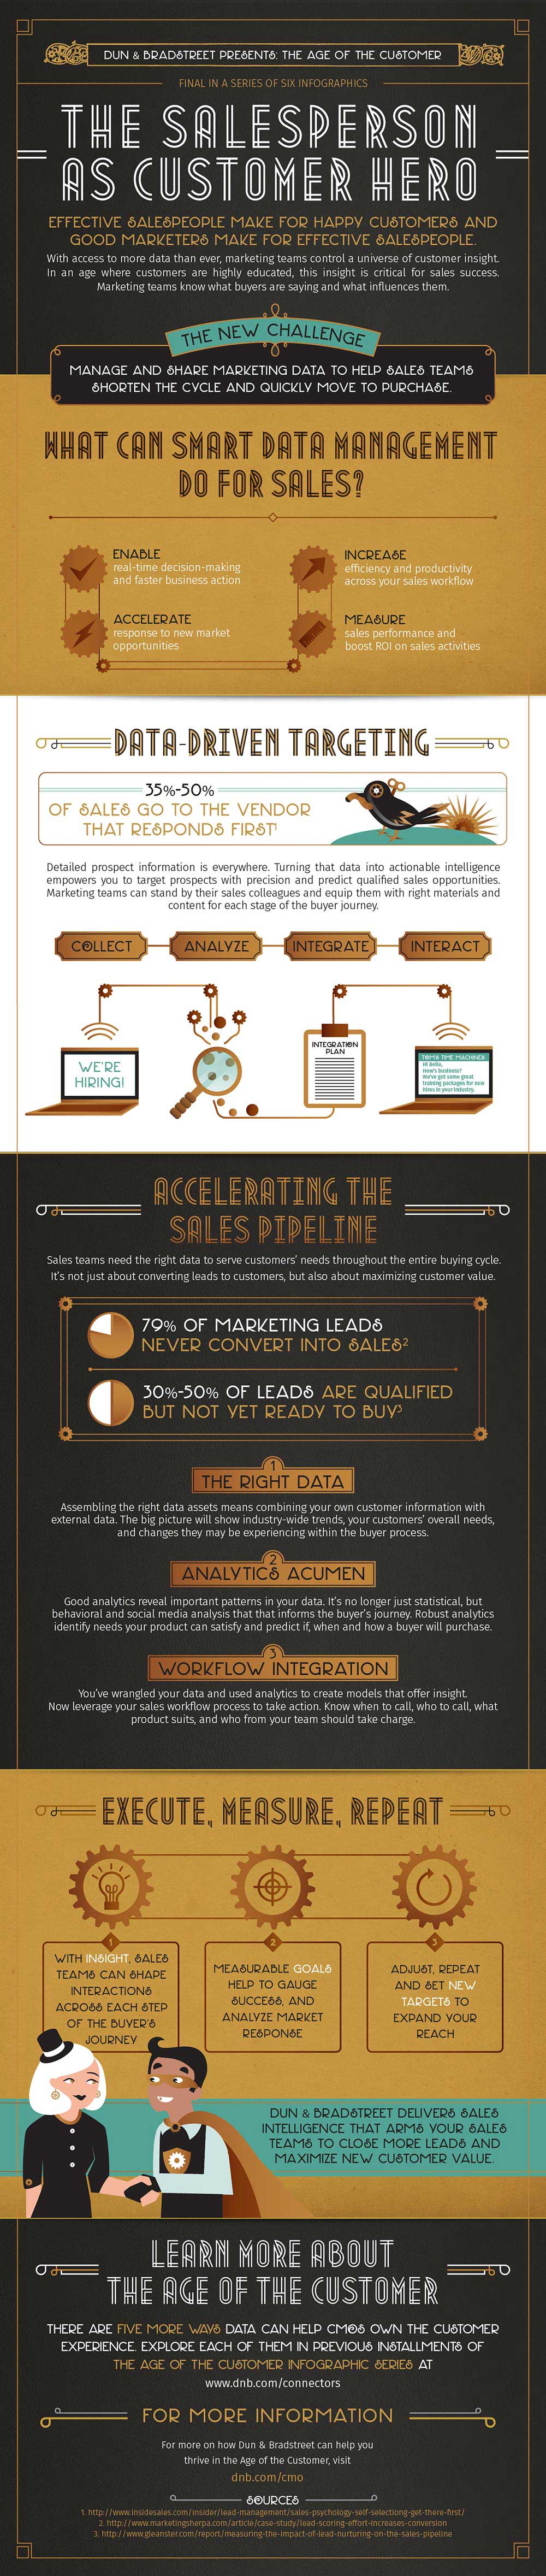 DUN & BRADSTREET PRESENTS: THE AGE OF THE CUSTOMER
FINAL IN A SERIES OF SIX INFOGRAPHICS
THE SALESPERSON
AS CUSTOMER HERO
EFFECTIVE SALESPEOPLE MAKE FOR HAPPY CUSTOMERS AND
GOOD MARKETERS MAKE FOR EFFECTIVE SALESPEOPLE.
With access to more data than ever, marketing teams control a universe of customer insight.
In an age where customers are highly educated, this insight is critical for sales success.
Marketing teams know what buyers are saying and what influences them.
THE NEW CHALLENGE
MANAGE AND SHARE MARKETING DATA TO HELP SALES TEAMS
SHORTEN THE CYCLE AND QUICKLY MOVE TO PURCHASE.
WHAT CAN SMART DATA MANAGEMENT
DO FOR SALES?
ENABLE
real-time decision-making
and faster business action
INCREASE
efficiency and productivity
across your sales workflow
ACCELERATE
response to new market
opportunities
MEASURE
sales performance and
boost ROI on sales activities
DATA-DRIVEN TARGETING
35%-50%
OF SALES GO TO THE VENDOR
THAT RESPONDS FIRST¹
Detailed prospect information is everywhere. Turning that data into actionable intelligence
empowers you to target prospects with precision and predict qualified sales opportunities.
Marketing teams can stand by their sales colleagues and equip them with right materials and
content for each stage of the buyer journey.
COLLECT
ANALYZE
INTEGRATE
INTERACT
WE'RE
HIRING!
INTEGRATION
PLAN
TOM'S TIME MACHINES
Hi Belle,
How's business?
We've got some great
training packages for new
hires in your industry.
ACCELERATING THE
SALES PIPELINE
Sales teams need the right data to serve customers' needs throughout the entire buying cycle.
It's not just about converting leads to customers, but also about maximizing customer value.
79% OF MARKETING LEADS
NEVER CONVERT INTO SALES²
30%-50% OF LEADS ARE QUALIFIED
BUT NOT YET READY TO BUY³
1
THE RIGHT DATA
Assembling the right data assets means combining your own customer information with
external data. The big picture will show industry-wide trends, your customers' overall needs,
and changes they may be experiencing within the buyer process.
2
ANALYTICS ACUMEN
Good analytics reveal important patterns in your data. It's no longer just statistical, but
behavioral and social media analysis that that informs the buyer's journey. Robust analytics
identify needs your product can satisfy and predict if, when and how a buyer will purchase.
3
WORKFLOW INTEGRATION
You've wrangled your data and used analytics to create models that offer insight.
Now leverage your sales workflow process to take action. Know when to call, who to call, what
product suits, and who from your team should take charge.
EXECUTE, MEASURE, REPEAT
1
WITH INSIGHT, SALES
TEAMS CAN SHAPE
INTERACTIONS
ACROSS EACH STEP
OF THE BUYER'S
JOURNEY
2
MEASURABLE GOALS
HELP TO GAUGE
SUCCESS, AND
ANALYZE MARKET
RESPONSE
3
ADJUST, REPEAT
AND SET NEW
TARGETS TO
EXPAND YOUR
REACH
DUN & BRADSTREET DELIVERS SALES
INTELLIGENCE THAT ARMS YOUR SALES
TEAMS TO CLOSE MORE LEADS AND
MAXIMIZE NEW CUSTOMER VALUE.
LEARN MORE ABOUT
THE AGE OF THE CUSTOMER
THERE ARE FIVE MORE WAYS DATA CAN HELP CMOS OWN THE CUSTOMER
EXPERIENCE. EXPLORE EACH OF THEM IN PREVIOUS INSTALLMENTS OF
THE AGE OF THE CUSTOMER INFOGRAPHIC SERIES AT
www.dnb.com/connectors
FOR MORE INFORMATION
For more on how Dun & Bradstreet can help you
thrive in the Age of the Customer, visit
dnb.com/cmo
SOURCES
1. http://www.insidesales.com/insider/lead-management/sales-psychology-self-selectiong-get-there-first/
2. http://www.marketingsherpa.com/article/case-study/lead-scoring-effort-increases-conversion
3. http://www.gleanster.com/report/measuring-the-impact-of-lead-nurturing-on-the-sales-pipeline